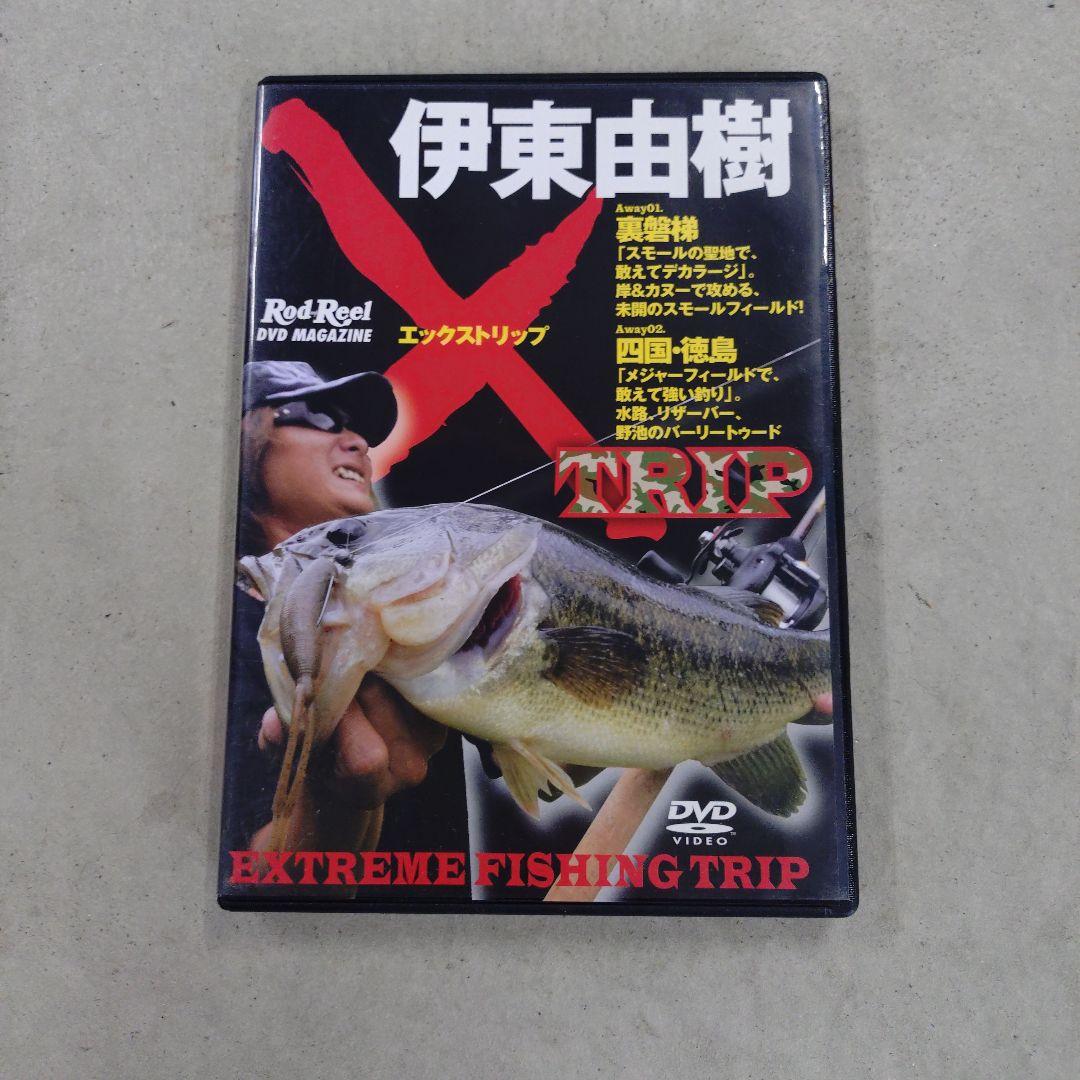 伊東由樹
X
エックストリップ
TRIP
Rod and Reel
DVD MAGAZINE
Away01.
裏磐梯
「スモールの聖地で、
敢えてデカラージ」。
岸&カヌーで攻める、
未開のスモールフィールド!
Away02.
四国・徳島
「メジャーフィールドで、
敢えて強い釣り」。
水路、リザーバー、
野池のバーリートゥード
DVD
VIDEO
TM
EXTREME FISHING TRIP